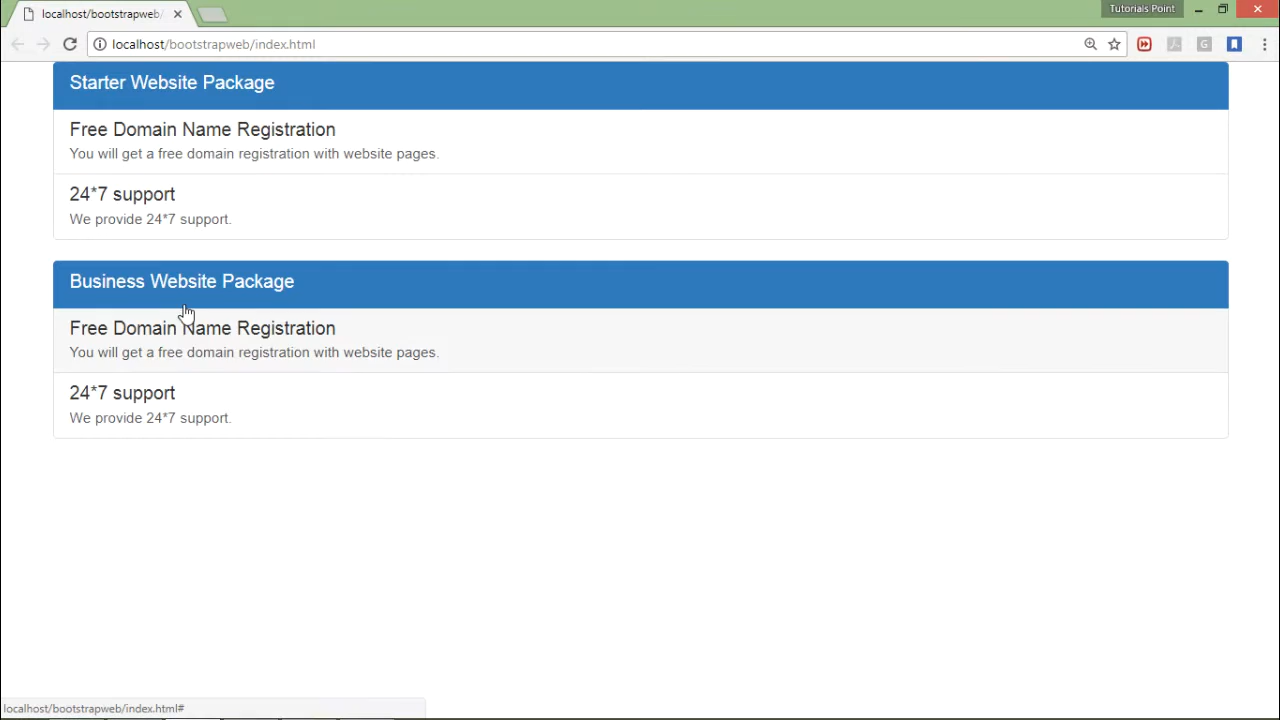 localhost/bootstrapweb/
Tutorials Point
localhost/bootstrapweb/index.html
Starter Website Package
Free Domain Name Registration
You will get a free domain registration with website pages.
24*7 support
We provide 24*7 support.
Business Website Package
Free Domain Name Registration
You will get a free domain registration with website pages.
24*7 support
We provide 24*7 support.
localhost/bootstrapweb/index.html#